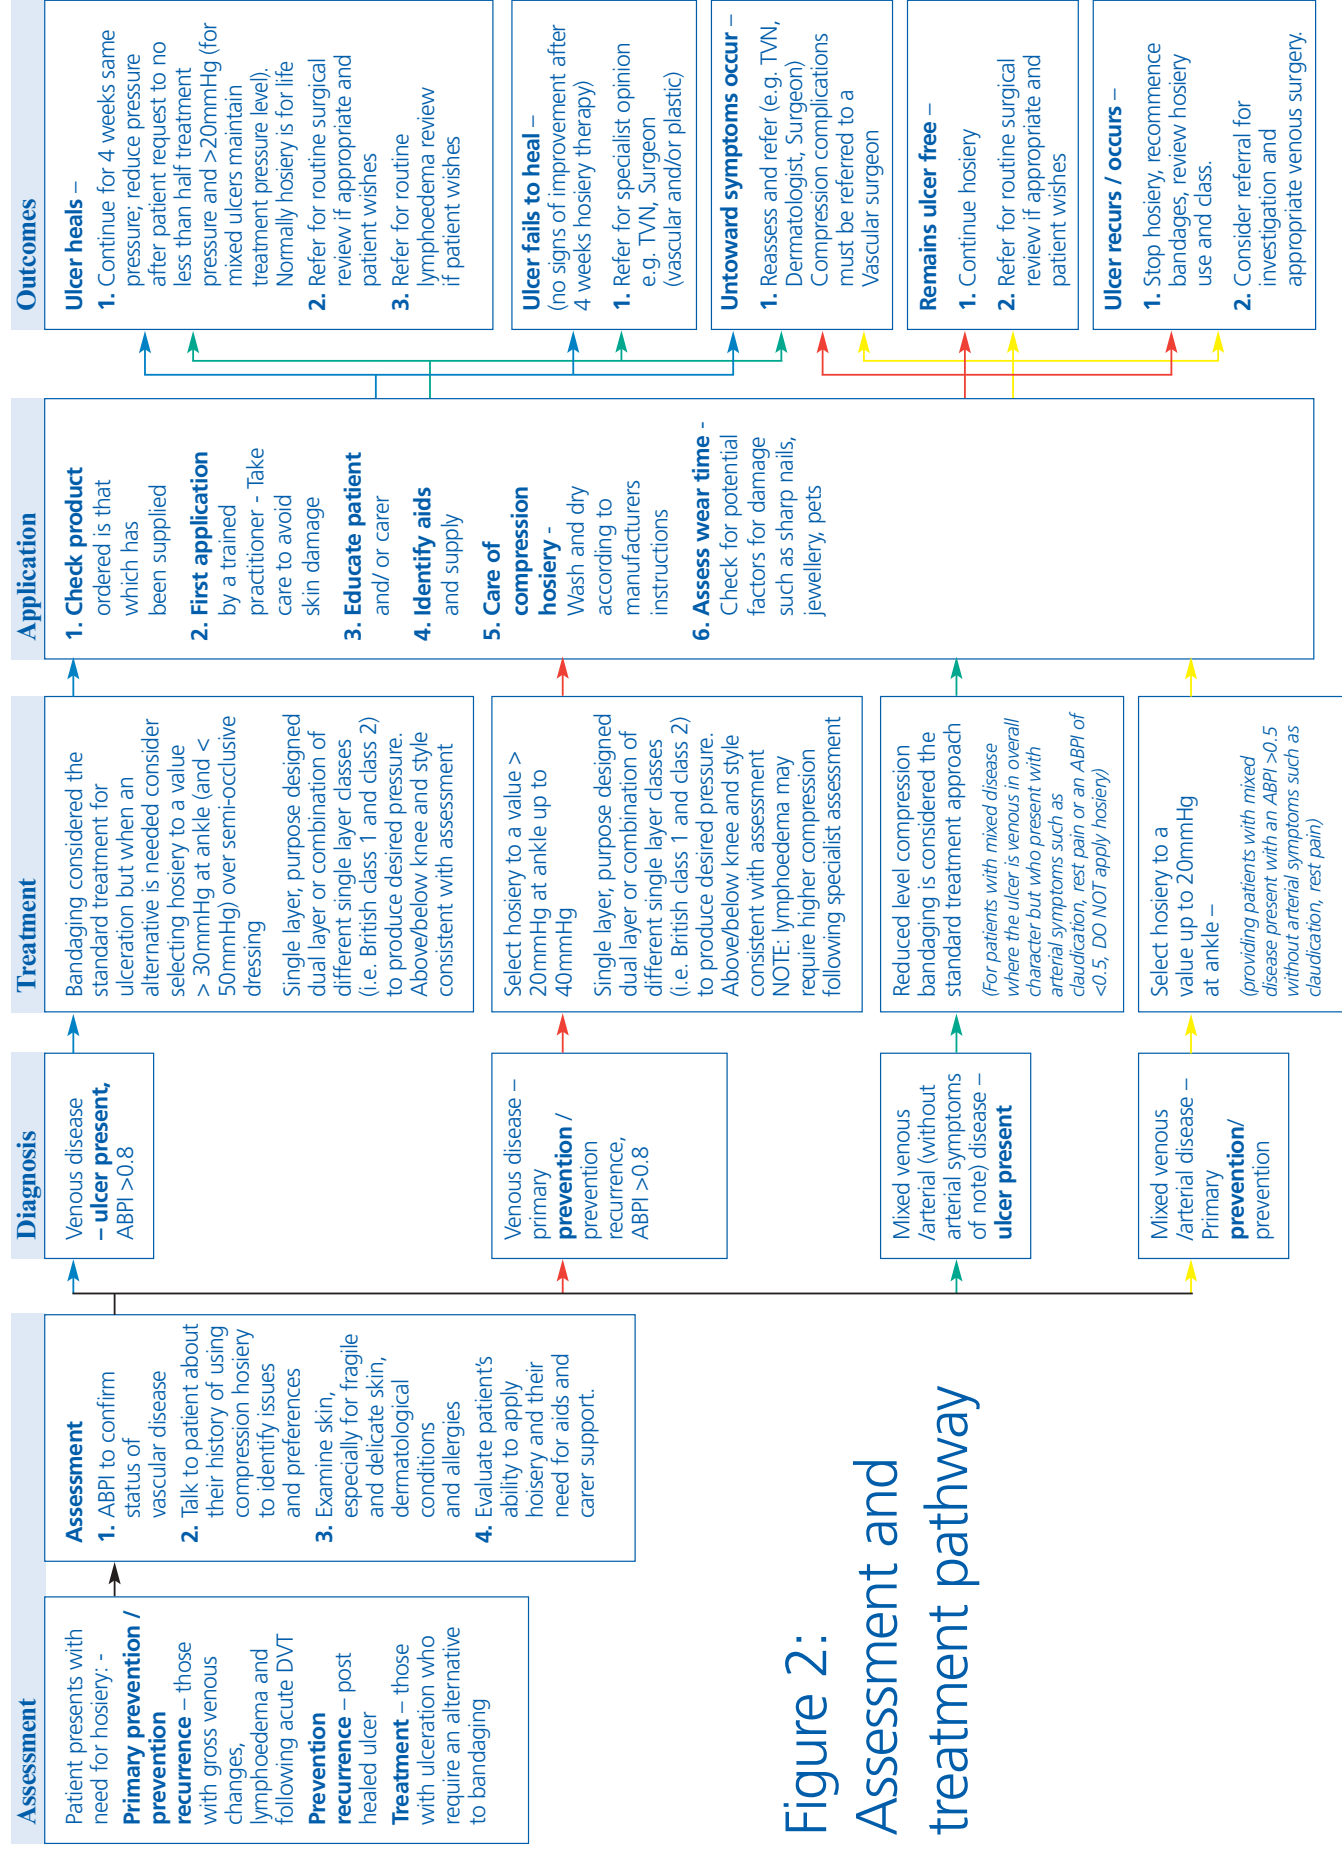 Assessment
Patient presents with
need for hosiery: -
Primary prevention /
prevention
recurrence – those
with gross venous
changes,
lymphoedema and
following acute DVT
Prevention
recurrence – post
healed ulcer
Treatment – those
with ulceration who
require an alternative
to bandaging
Assessment
1. ABPI to confirm
status of
vascular disease
2. Talk to patient about
their history of using
compression hosiery
to identify issues
and preferences
3. Examine skin,
especially for fragile
and delicate skin,
dermatological
conditions
and allergies
4. Evaluate patient's
ability to apply
hoisery and their
need for aids and
carer support.
Diagnosis
Venous disease
– ulcer present,
ABPI >0.8
Venous disease –
primary
prevention /
prevention
recurrence,
ABPI >0.8
Mixed venous
/arterial (without
arterial symptoms
of note) disease –
ulcer present
Mixed venous
/arterial disease –
Primary
prevention/
prevention
Treatment
Bandaging considered the
standard treatment for
ulceration but when an
alternative is needed consider
selecting hosiery to a value
> 30mmHg at ankle (and <
50mmHg) over semi-occlusive
dressing
Single layer, purpose designed
dual layer or combination of
different single layer classes
(i.e. British class 1 and class 2)
to produce desired pressure.
Above/below knee and style
consistent with assessment
Select hosiery to a value >
20mmHg at ankle up to
40mmHg
Single layer, purpose designed
dual layer or combination of
different single layer classes
(i.e. British class 1 and class 2)
to produce desired pressure.
Above/below knee and style
consistent with assessment
NOTE: lymphoedema may
require higher compression
following specialist assessment
Reduced level compression
bandaging is considered the
standard treatment approach
(For patients with mixed disease
where the ulcer is venous in overall
character but who present with
arterial symptoms such as
claudication, rest pain or an ABPI of
<0.5, DO NOT apply hosiery)
Select hosiery to a
value up to 20mmHg
at ankle –
(providing patients with mixed
disease present with an ABPI >0.5
without arterial symptoms such as
claudication, rest pain)
Application
1. Check product
ordered is that
which has
been supplied
2. First application
by a trained
practitioner - Take
care to avoid
skin damage
3. Educate patient
and/ or carer
4. Identify aids
and supply
5. Care of
compression
hosiery -
Wash and dry
according to
manufacturers
instructions
6. Assess wear time -
Check for potential
factors for damage
such as sharp nails,
jewellery, pets
Outcomes
Ulcer heals –
1. Continue for 4 weeks same
pressure; reduce pressure
after patient request to no
less than half treatment
pressure and >20mmHg (for
mixed ulcers maintain
treatment pressure level).
Normally hosiery is for life
2. Refer for routine surgical
review if appropriate and
patient wishes
3. Refer for routine
lymphoedema review
if patient wishes
Ulcer fails to heal –
(no signs of improvement after
4 weeks hosiery therapy)
1. Refer for specialist opinion
e.g. TVN, Surgeon
(vascular and/or plastic)
Untoward symptoms occur –
1. Reassess and refer (e.g. TVN,
Dermatologist, Surgeon)
Compression complications
must be referred to a
Vascular surgeon
Remains ulcer free –
1. Continue hosiery
2. Refer for routine surgical
review if appropriate and
patient wishes
Ulcer recurs / occurs –
1. Stop hosiery, recommence
bandages, review hosiery
use and class.
2. Consider referral for
investigation and
appropriate venous surgery.
Figure 2:
Assessment and
treatment pathway